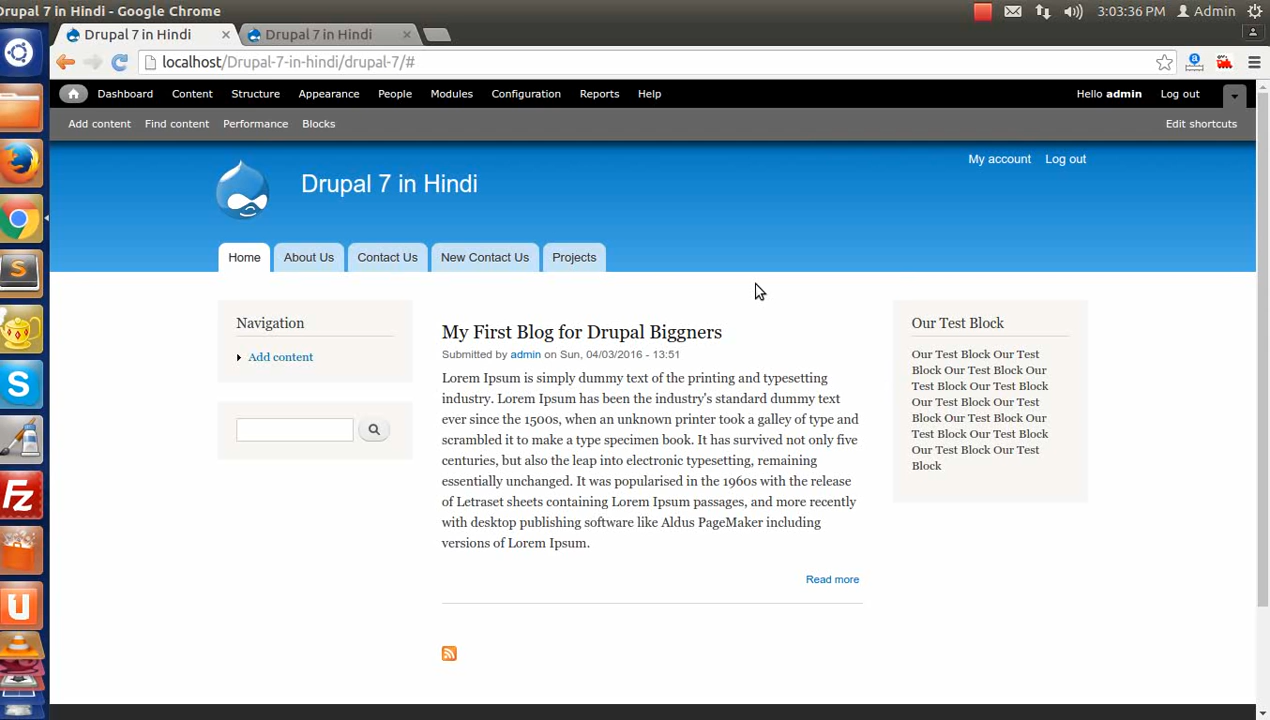 Drupal 7 in Hindi - Google Chrome
3:03:36 PM
Admin
Drupal 7 in Hindi
Drupal 7 in Hindi
localhost/Drupal-7-in-hindi/drupal-7/#
Dashboard Content Structure Appearance People Modules Configuration Reports Help
Hello admin Log out
Add content Find content Performance Blocks
Edit shortcuts
My account Log out
Drupal 7 in Hindi
Home About Us Contact Us New Contact Us Projects
Navigation
Add content
My First Blog for Drupal Biggners
Submitted by admin on Sun, 04/03/2016 - 13:51
Lorem Ipsum is simply dummy text of the printing and typesetting
industry. Lorem Ipsum has been the industry's standard dummy text
ever since the 1500s, when an unknown printer took a galley of type and
scrambled it to make a type specimen book. It has survived not only five
centuries, but also the leap into electronic typesetting, remaining
essentially unchanged. It was popularised in the 1960s with the release
of Letraset sheets containing Lorem Ipsum passages, and more recently
with desktop publishing software like Aldus PageMaker including
versions of Lorem Ipsum.
Read more
Our Test Block
Our Test Block Our Test
Block Our Test Block Our
Test Block Our Test Block
Our Test Block Our Test
Block Our Test Block Our
Test Block Our Test Block
Our Test Block Our Test
Block